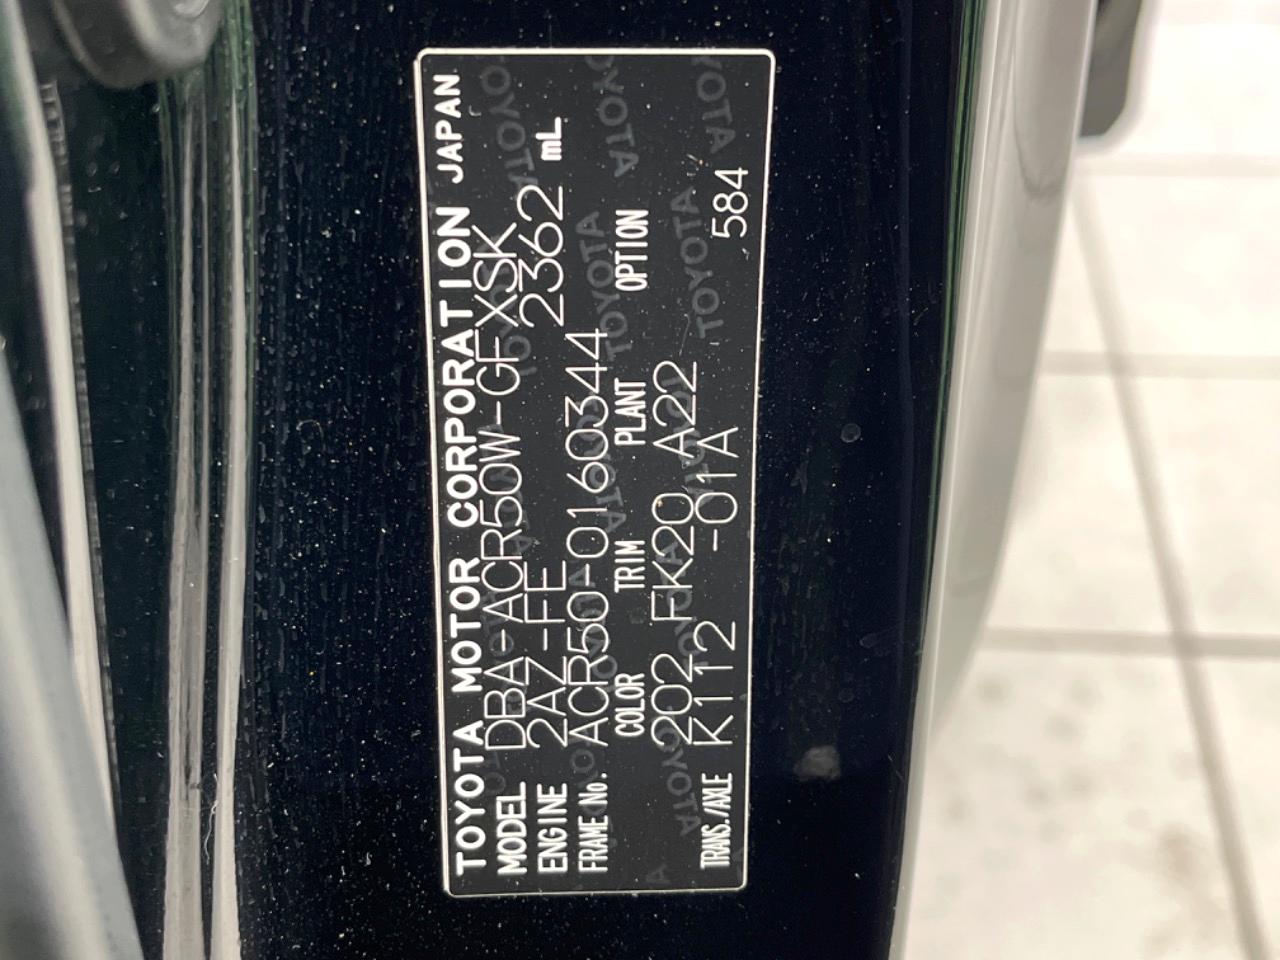 TOYOTA MOTOR CORPORATION JAPAN
MODEL DBA-ACR50W-GFXSK
ENGINE 2AZ-FE 2362 mL
FRAME No. ACR50-0160344
COLOR TRIM PLANT OPTION
202 FK20 A22
TRANS./AXLE K112 -01A 584